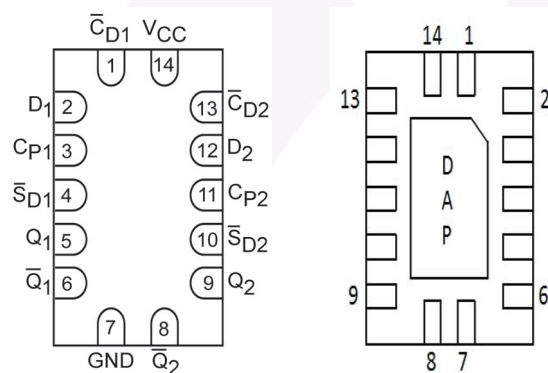 C̅D1 VCC
1 14
D1 2 13 C̅D2
CP1 3 12 D2
S̅D1 4 11 CP2
Q1 5 10 S̅D2
Q̅1 6 9 Q2
7 8
GND Q̅2
14 1
13 2
D
A
P
9 6
8 7